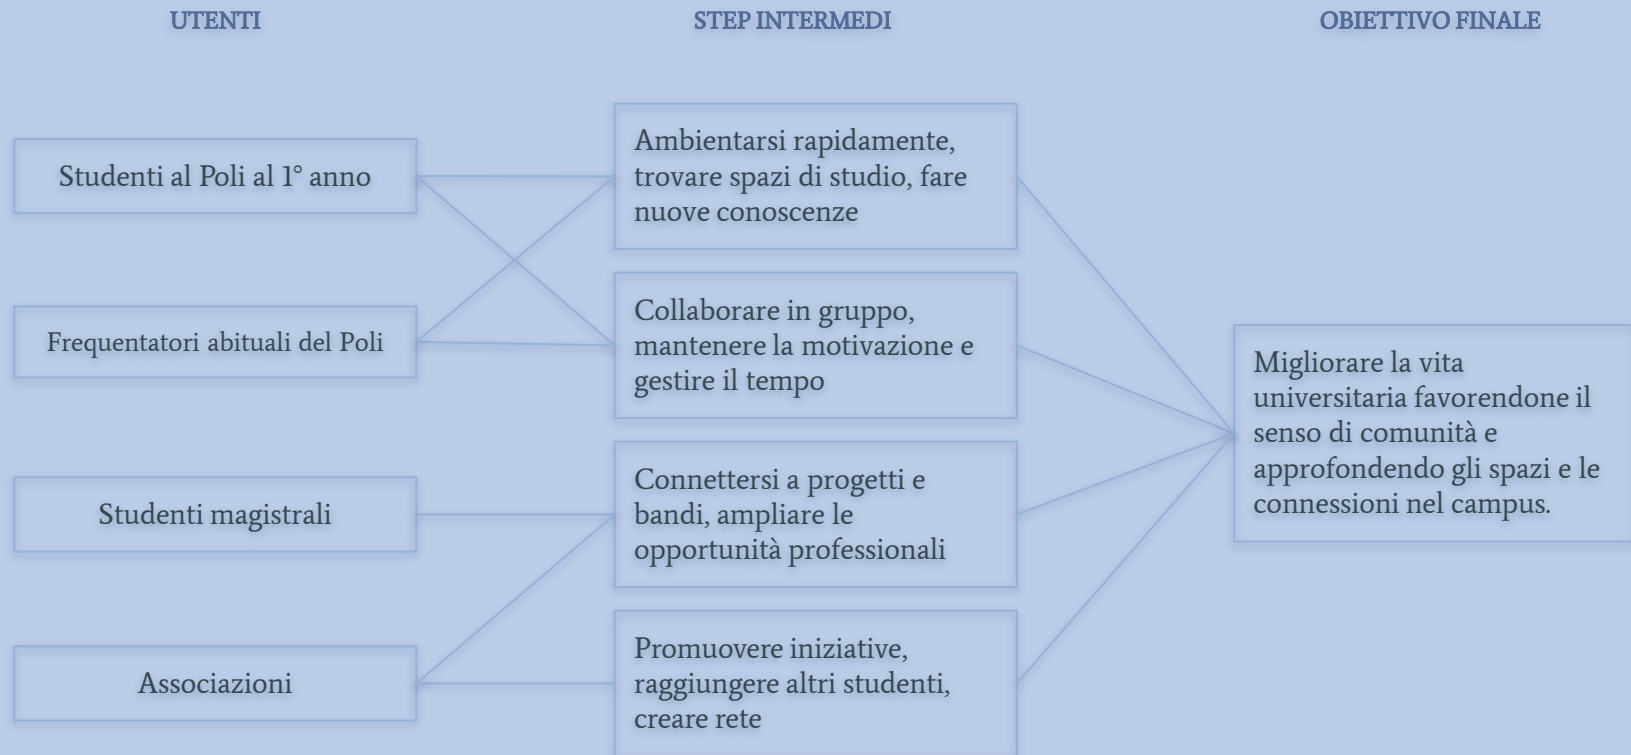 UTENTI
STEP INTERMEDI
OBIETTIVO FINALE
Studenti al Poli al 1° anno
Frequentatori abituali del Poli
Studenti magistrali
Associazioni
Ambientarsi rapidamente,
trovare spazi di studio, fare
nuove conoscenze
Collaborare in gruppo,
mantenere la motivazione e
gestire il tempo
Connettersi a progetti e
bandi, ampliare le
opportunità professionali
Promuovere iniziative,
raggiungere altri studenti,
creare rete
Migliorare la vita
universitaria favorendone il
senso di comunità e
approfondendo gli spazi e le
connessioni nel campus.